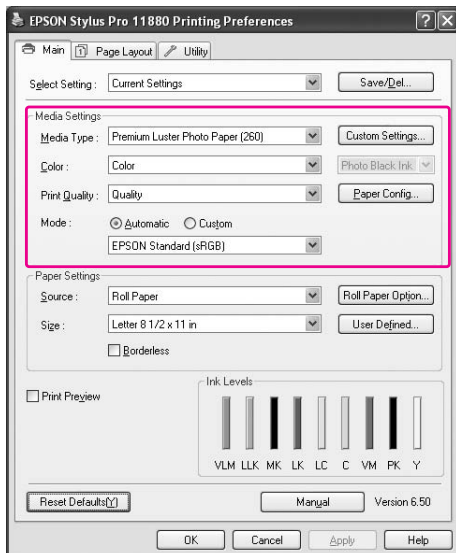 EPSON Stylus Pro 11880 Printing Preferences
Main Page Layout Utility
Select Setting : Current Settings Save/Del...
Media Settings
Media Type : Premium Luster Photo Paper (260) Custom Settings...
Color : Color Photo Black Ink
Print Quality : Quality Paper Config...
Mode : Automatic Custom
EPSON Standard (sRGB)
Paper Settings
Source : Roll Paper Roll Paper Option...
Size : Letter 8 1/2 x 11 in User Defined...
Borderless
Print Preview
Ink Levels
VLM LLK MK LK LC C VM PK Y
Reset Defaults(Y) Manual Version 6.50
OK Cancel Apply Help